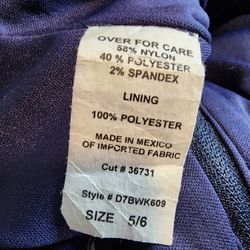 OVER FOR CARE
58% NYLON
40 % POLYESTER
2% SPANDEX
LINING
100% POLYESTER
MADE IN MEXICO
OF IMPORTED FABRIC
Cut # 36731
Style # D7BWK609
SIZE 5/6